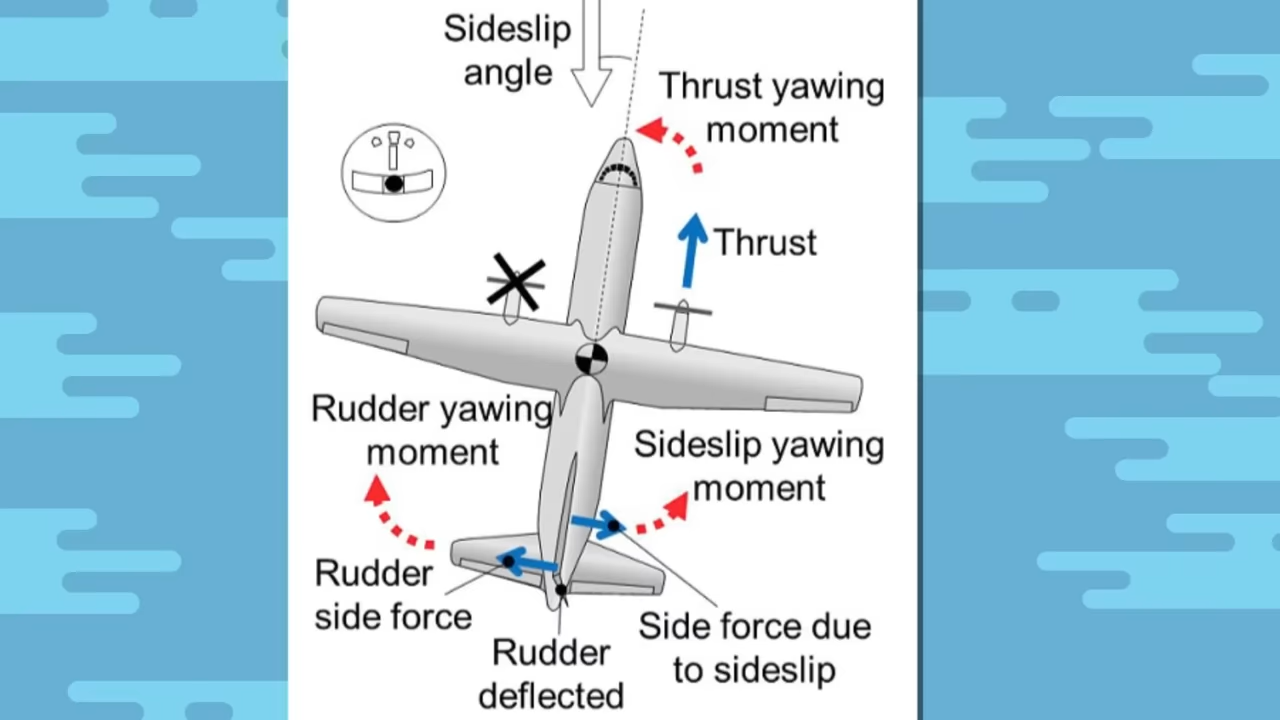 Sideslip
angle
Thrust yawing
moment
Thrust
Rudder yawing
moment
Sideslip yawing
moment
Rudder
side force
Rudder
deflected
Side force due
to sideslip